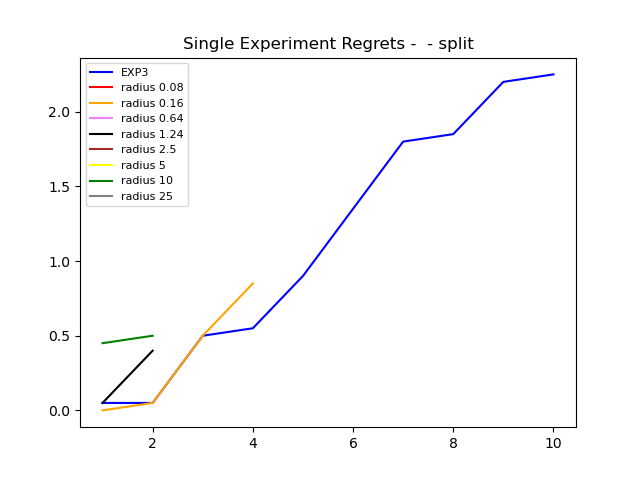 Single Experiment Regrets -  - split
EXP3
radius 0.08
radius 0.16
radius 0.64
radius 1.24
radius 2.5
radius 5
radius 10
radius 25
2.0
1.5
1.0
0.5
0.0
2 4 6 8 10